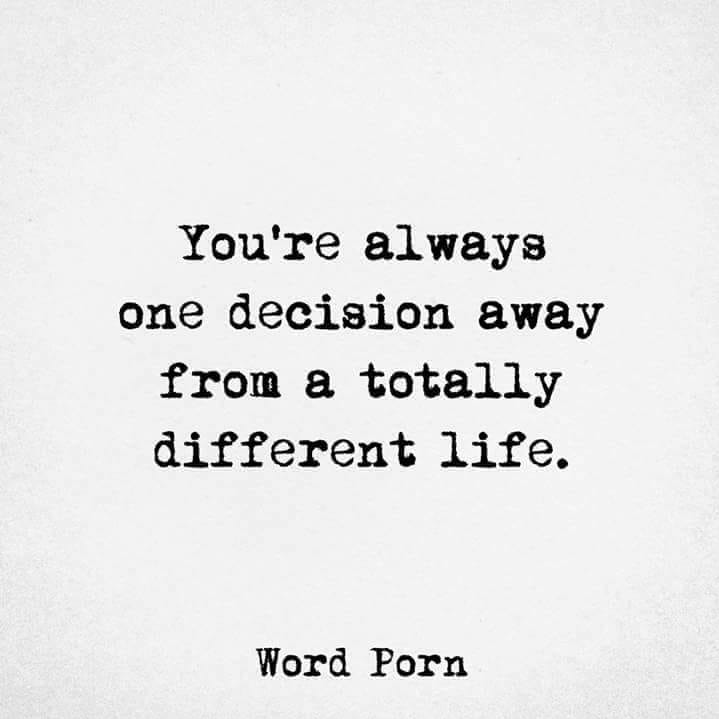 You're always
one decision away
from a totally
different life.
Word Porn